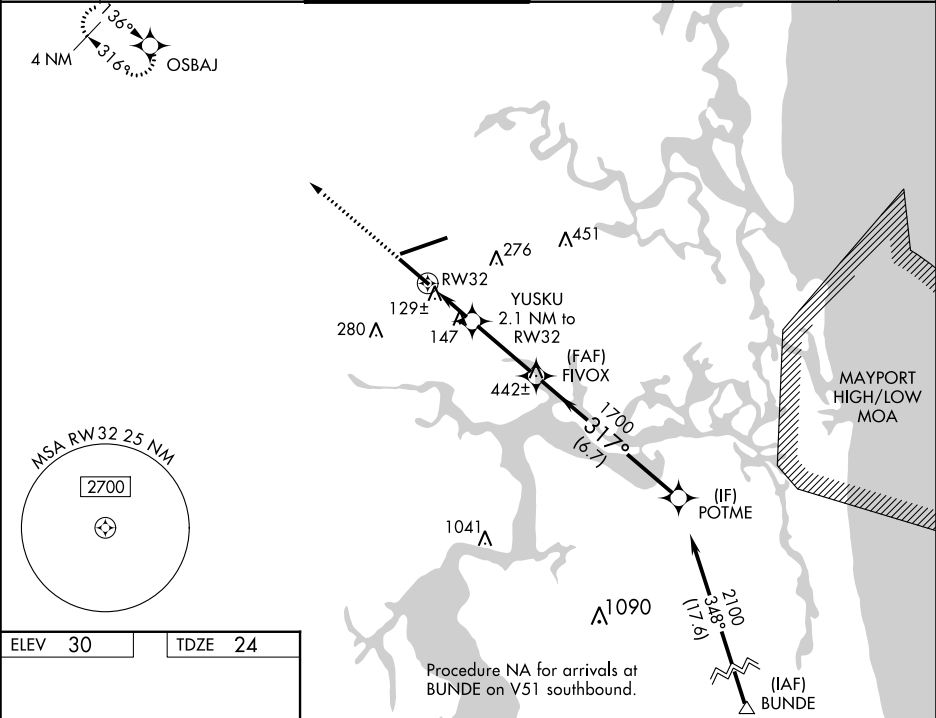 136°
316°
4 NM
OSBAJ
451
276
RW32
129±
YUSKU
2.1 NM to
RW32
147
280
(FAF)
FIVOX
442±
1700
317°
(6.7)
MAYPORT
HIGH/LOW
MOA
MSA RW32 25 NM
2700
(IF)
POTME
1041
1090
2100
348°
(17.6)
ELEV 30
TDZE 24
Procedure NA for arrivals at
BUNDE on V51 southbound.
(IAF)
BUNDE